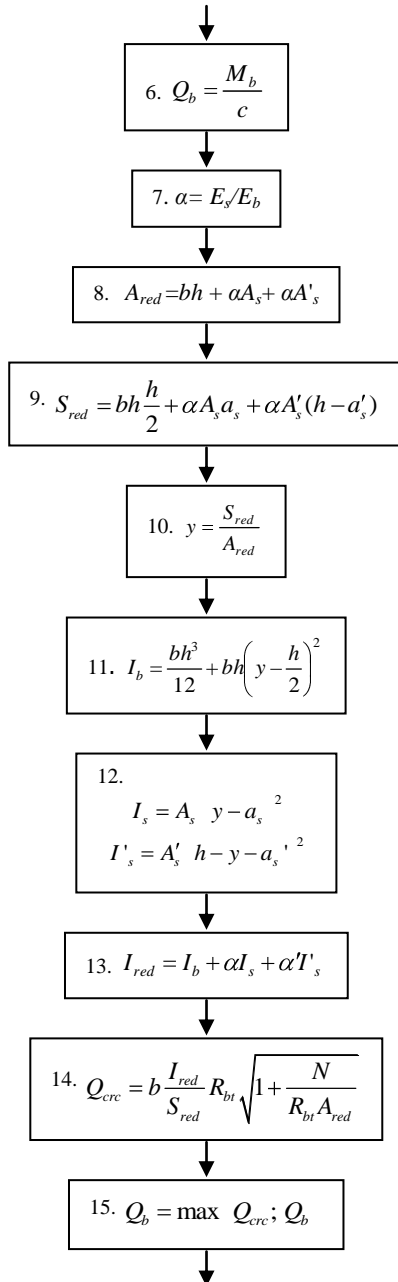 6. Q_b = M_b / c
7. α = E_s/E_b
8. A_red = bh + αA_s + αA'_s
9. S_red = bh h/2 + αA_s a_s + αA′_s (h − a′_s)
10. y = S_red / A_red
11. I_b = bh³/12 + bh(y − h/2)²
12.
I_s = A_s y − a_s ²
I'_s = A′_s h − y − a_s' ²
13. I_red = I_b + αI_s + α′I'_s
14. Q_crc = b I_red/S_red R_bt √(1 + N/(R_bt A_red))
15. Q_b = max Q_crc; Q_b